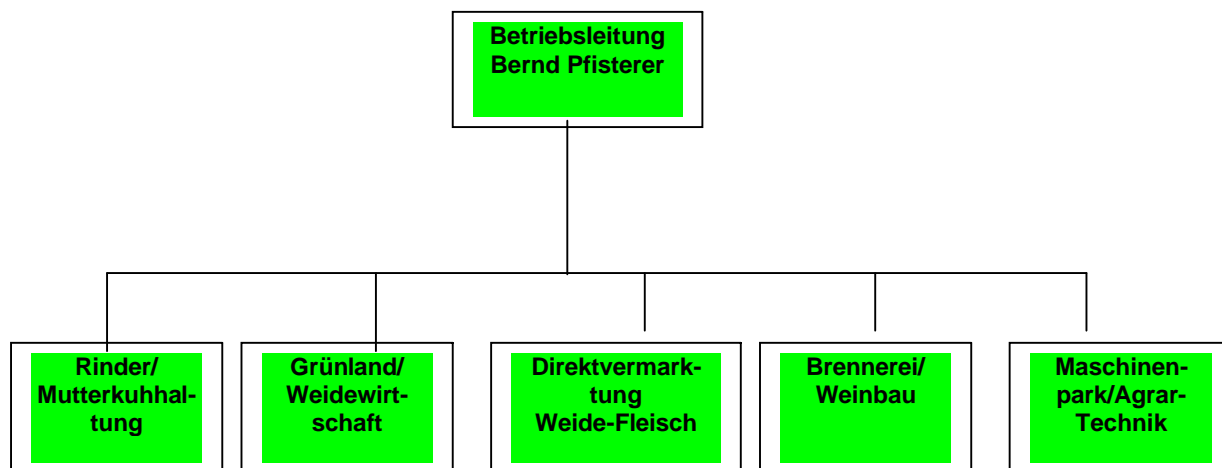 Betriebsleitung
Bernd Pfisterer
Rinder/
Mutterkuhhal-
tung
Grünland/
Weidewirt-
schaft
Direktvermark-
tung
Weide-Fleisch
Brennerei/
Weinbau
Maschinen-
park/Agrar-
Technik